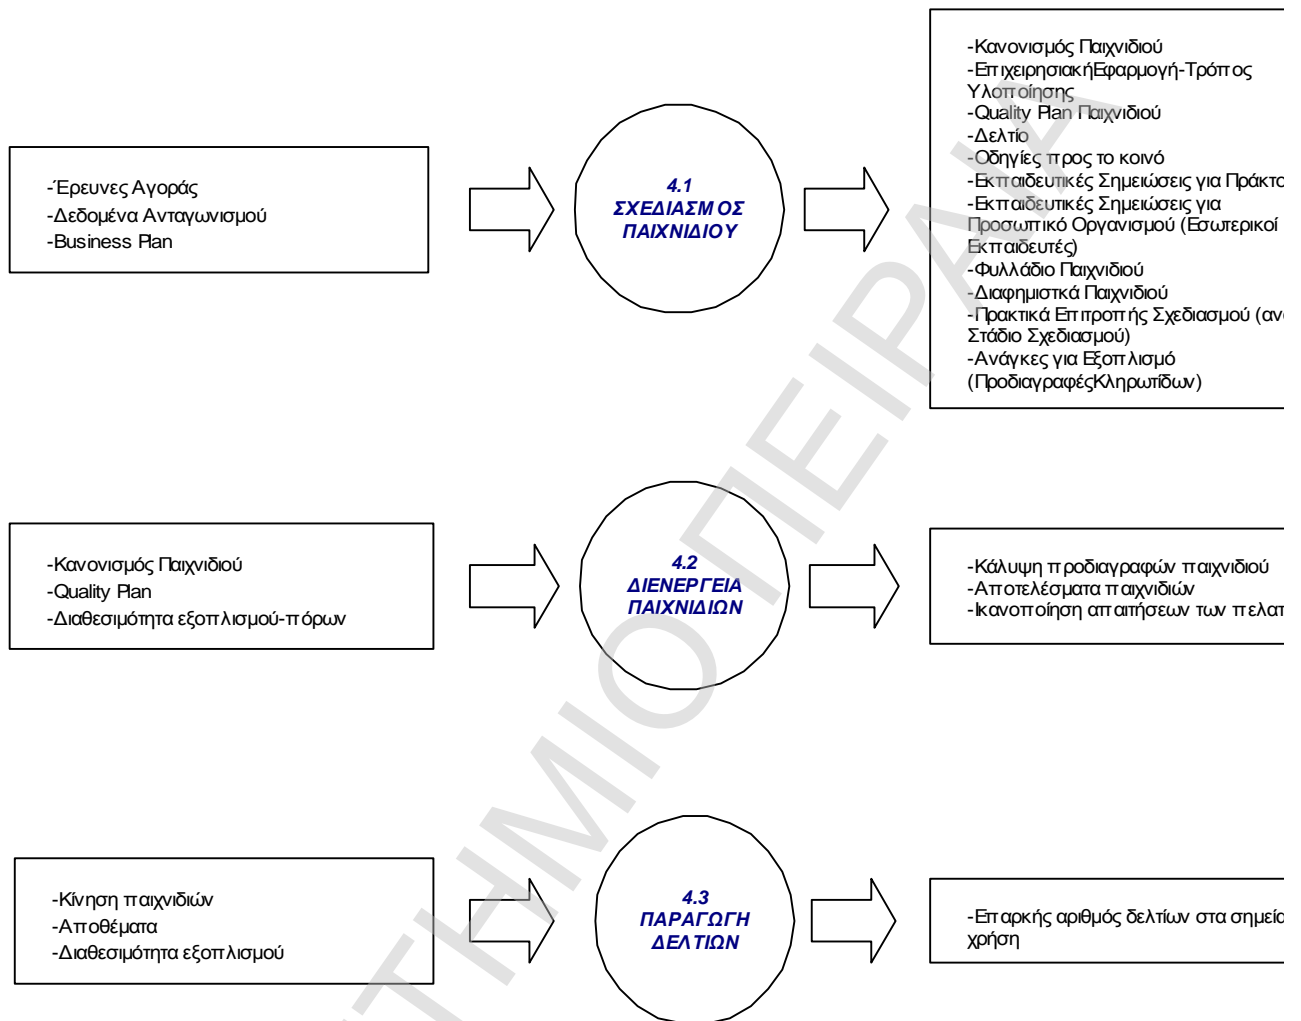 -Έρευνες Αγοράς
-Δεδομένα Ανταγωνισμού
-Business Plan
4.1
ΣΧΕΔΙΑΣΜΟΣ
ΠΑΙΧΝΙΔΙΟΥ
-Κανονισμός Παιχνιδιού
-ΕπιχειρησιακήΕφαρμογή-Τρόπος
Υλοποίησης
-Quality Plan Παιχνιδιού
-Δελτίο
-Οδηγίες προς το κοινό
-Εκπαιδευτικές Σημειώσεις για
-Εκπαιδευτικές Σημειώσεις για
Προσωπικό Οργανισμού (Εσωτερικοί
Εκπαιδευτές)
-Φυλλάδιο Παιχνιδιού
-Διαφημιστκά Παιχνιδιού
-Πρακτικά Επιτροπής Σχεδιασμού
Στάδιο Σχεδιασμού)
-Ανάγκες για Εξοπλισμό
(ΠροδιαγραφέςΚληρωτίδων)
-Κανονισμός Παιχνιδιού
-Quality Plan
-Διαθεσιμότητα εξοπλισμού-πόρων
4.2
ΔΙΕΝΕΡΓΕΙΑ
ΠΑΙΧΝΙΔΙΩΝ
-Κάλυψη προδιαγραφών παιχνιδιού
-Αποτελέσματα παιχνιδιών
-Ικανοποίηση απαιτήσεων των
-Κίνηση παιχνιδιών
-Αποθέματα
-Διαθεσιμότητα εξοπλισμού
4.3
ΠΑΡΑΓΩΓΗ
ΔΕΛΤΙΩΝ
-Επαρκής αριθμός δελτίων στα σημεία
χρήση
ΤΗΜΙΟ ΠΕΙΡΑΙΑ